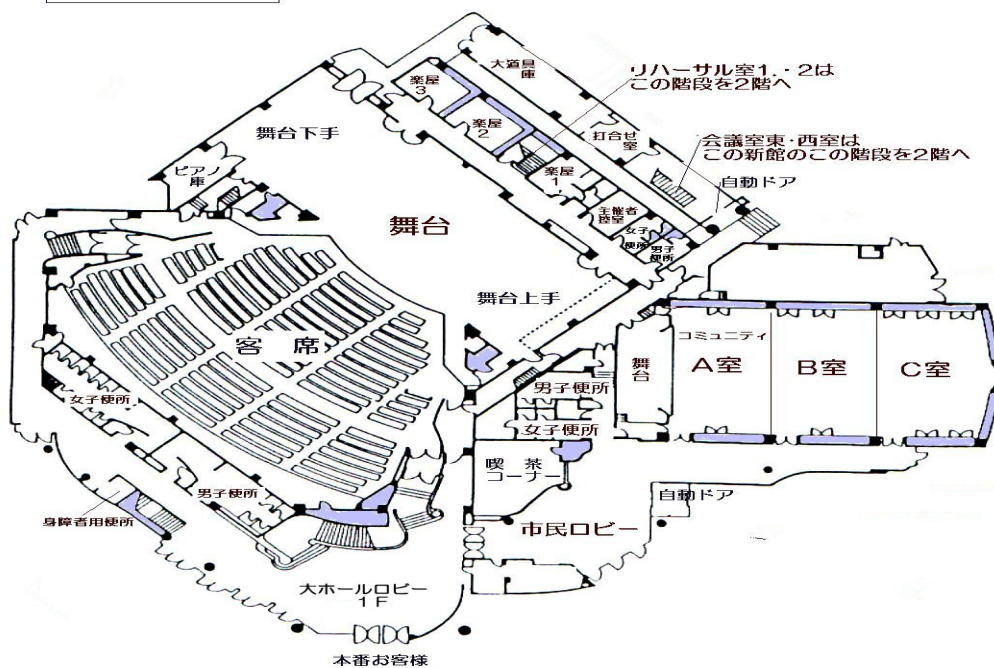 大道具
庫
リハーサル室1.・2は
この階段を2階へ
楽屋
3
楽屋
2
打合せ
室
会議室東・西室は
この新館のこの階段を2階へ
自動ドア
舞台下手
ピアノ
庫
楽屋
1
主催者
控室
女子
便所
男子
便所
舞台
舞台上手
客席
コミュニティ
A室
B室
C室
舞台
男子便所
女子便所
女子便所
喫茶
コーナー
男子便所
身障者用便所
自動ドア
市民ロビー
大ホールロビー
1F
本番お客様